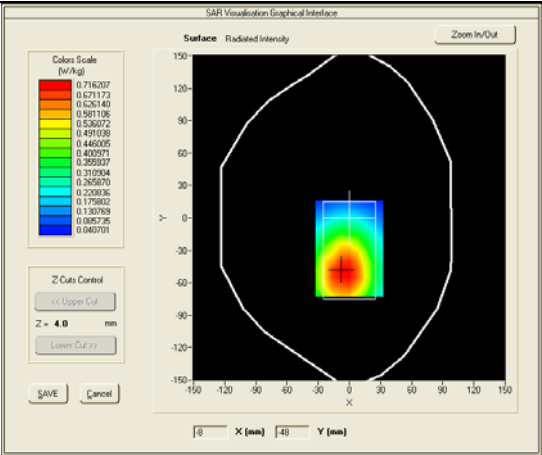 SAR Visualisation Graphical Interface
Surface Radiated Intensity
Zoom In/Out
Colors Scale
(W/kg)
0.716207
0.671173
0.626140
0.581106
0.536072
0.491038
0.446005
0.400971
0.355937
0.310904
0.265870
0.220836
0.175802
0.130769
0.085735
0.040701
Z-Cuts Control
<< Upper Cut
Z = 4.0 mm
Lower Cut >>
SAVE Cancel
150
120
90
60
30
0
-30
-60
-90
-120
-150
Y
-150 -120 -90 -60 -30 0 30 60 90 120 150
X
-8 X (mm) -48 Y (mm)